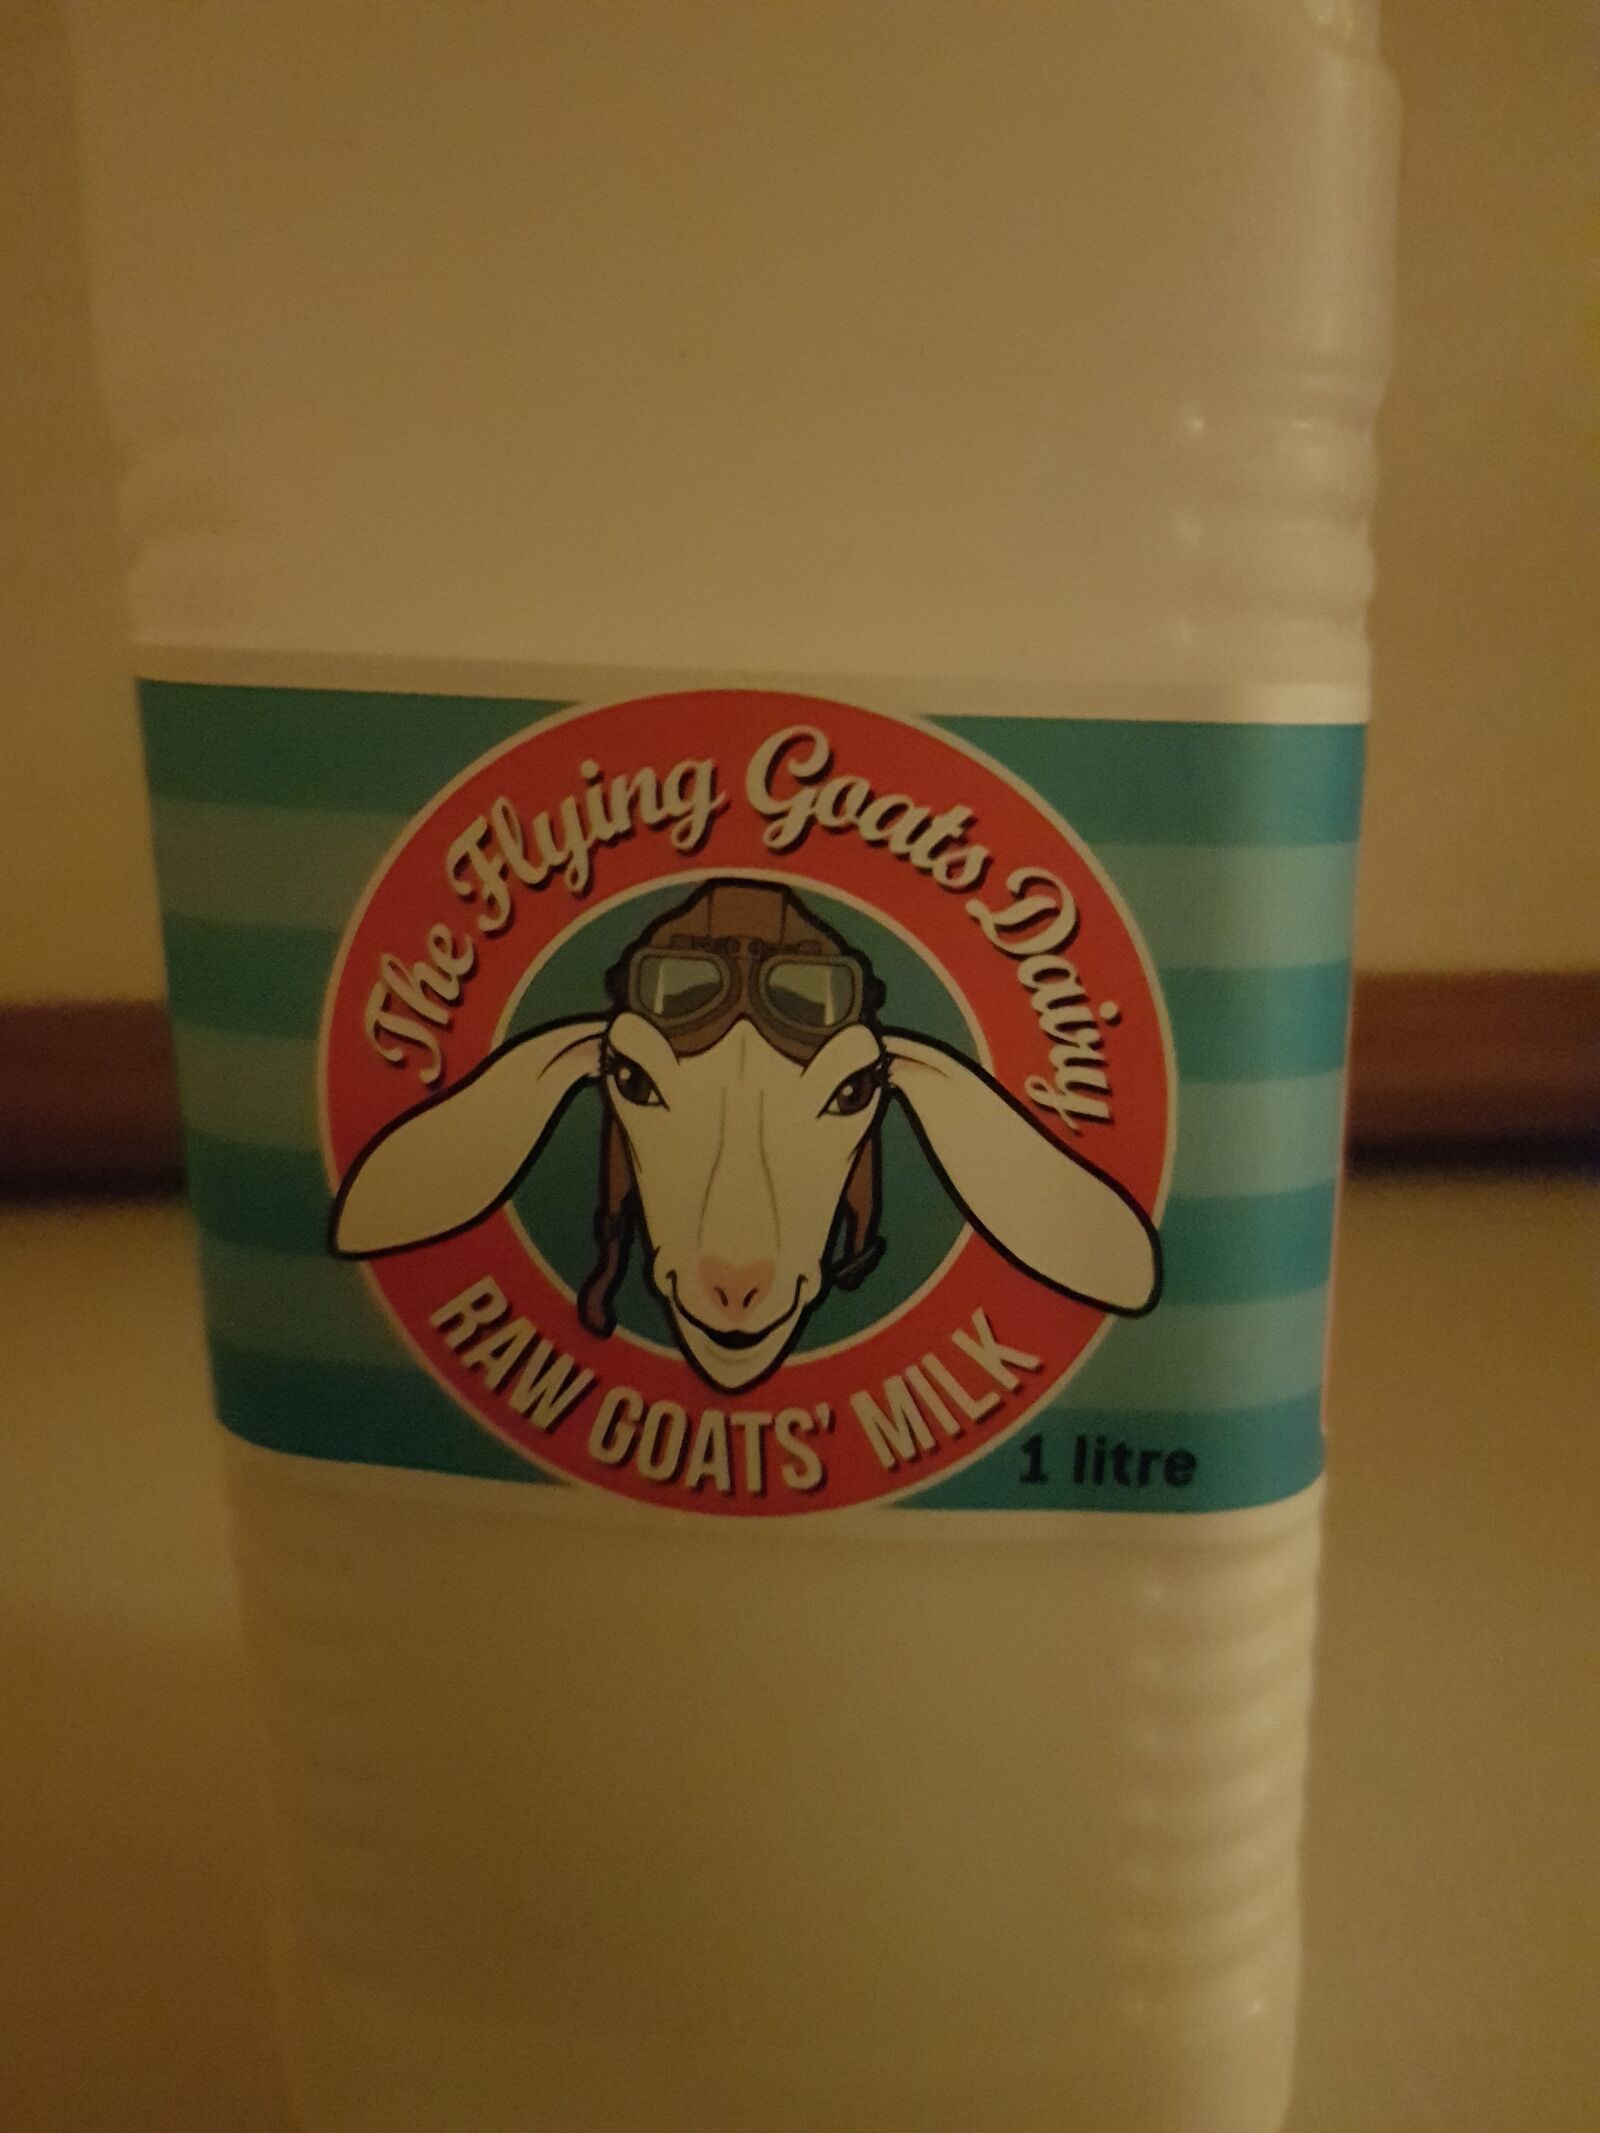 The Flying Goats Dairy
RAW GOATS' MILK
1 litre